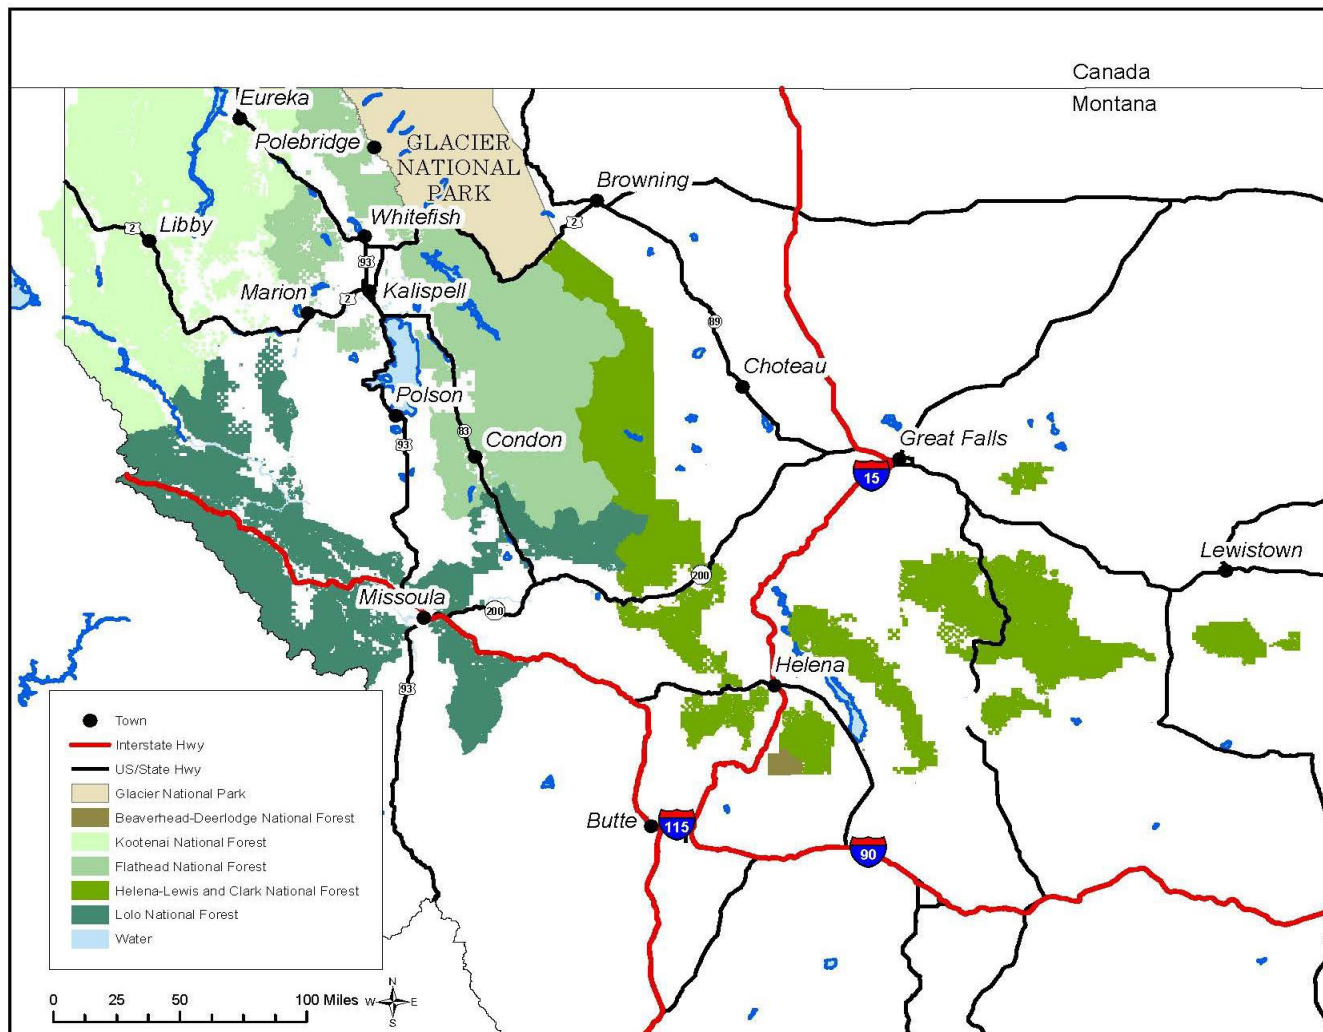 Canada
Montana
Eureka
Polebridge
GLACIER
NATIONAL
PARK
Browning
2
Whitefish
2
Libby
93
Marion
2
Kalispell
89
Choteau
Polson
93
83
Condon
Great Falls
15
Lewistown
200
Missoula
200
Helena
93
Town
Interstate Hwy
US/State Hwy
Glacier National Park
Beaverhead-Deerlodge National Forest
Kootenai National Forest
Flathead National Forest
Helena-Lewis and Clark National Forest
Lolo National Forest
Water
Butte
115
90
0 25 50 100 Miles
N
W E
S